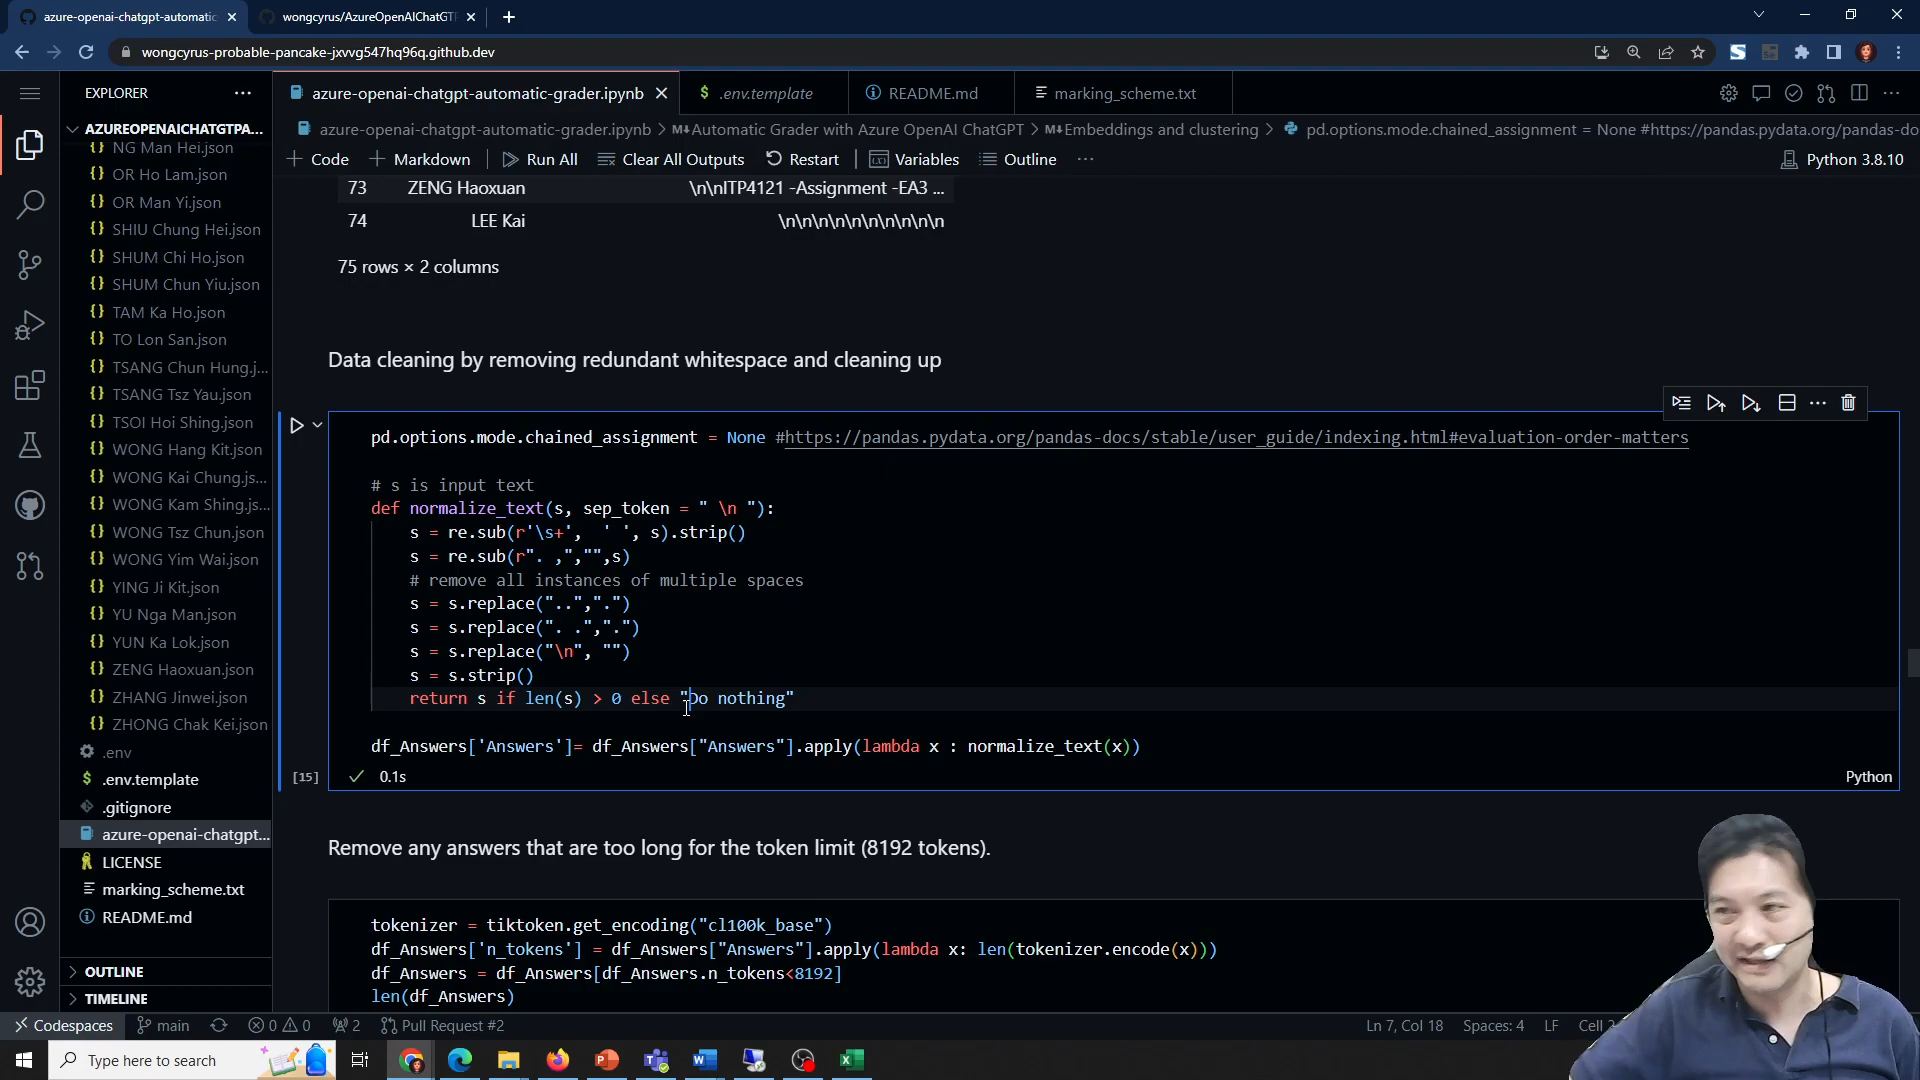 azure-openai-chatgpt-automatic
wongcyrus/AzureOpenAIChatGTP
wongcyrus-probable-pancake-jxvvg547hq96q.github.dev
EXPLORER
azure-openai-chatgpt-automatic-grader.ipynb
.env.template
README.md
marking_scheme.txt
AZUREOPENAICHATGTPA...
azure-openai-chatgpt-automatic-grader.ipynb > M↓Automatic Grader with Azure OpenAI ChatGPT > M↓Embeddings and clustering > pd.options.mode.chained_assignment = None #https://pandas.pydata.org/pandas-do
Code
Markdown
Run All
Clear All Outputs
Restart
Variables
Outline
Python 3.8.10
NG Man Hei.json
OR Ho Lam.json
OR Man Yi.json
SHIU Chung Hei.json
SHUM Chi Ho.json
SHUM Chun Yiu.json
TAM Ka Ho.json
TO Lon San.json
TSANG Chun Hung.j...
TSANG Tsz Yau.json
TSOI Hoi Shing.json
WONG Hang Kit.json
WONG Kai Chung.js...
WONG Kam Shing.js...
WONG Tsz Chun.json
WONG Yim Wai.json
YING Ji Kit.json
YU Nga Man.json
YUN Ka Lok.json
ZENG Haoxuan.json
ZHANG Jinwei.json
ZHONG Chak Kei.json
.env
.env.template
.gitignore
azure-openai-chatgpt...
LICENSE
marking_scheme.txt
README.md
OUTLINE
TIMELINE
73 ZENG Haoxuan \n\nITP4121 -Assignment -EA3 ...
74 LEE Kai \n\n\n\n\n\n\n\n\n\n
75 rows × 2 columns
Data cleaning by removing redundant whitespace and cleaning up
pd.options.mode.chained_assignment = None #https://pandas.pydata.org/pandas-docs/stable/user_guide/indexing.html#evaluation-order-matters
# s is input text
def normalize_text(s, sep_token = " \n "):
s = re.sub(r'\s+', ' ', s).strip()
s = re.sub(r". ,","",s)
# remove all instances of multiple spaces
s = s.replace("..",".")
s = s.replace(". .",".")
s = s.replace("\n", "")
s = s.strip()
return s if len(s) > 0 else "Do nothing"
df_Answers['Answers']= df_Answers["Answers"].apply(lambda x : normalize_text(x))
[15] 0.1s Python
Remove any answers that are too long for the token limit (8192 tokens).
tokenizer = tiktoken.get_encoding("cl100k_base")
df_Answers['n_tokens'] = df_Answers["Answers"].apply(lambda x: len(tokenizer.encode(x)))
df_Answers = df_Answers[df_Answers.n_tokens<8192]
len(df_Answers)
Codespaces
main
0
0
2
Pull Request #2
Ln 7, Col 18
Spaces: 4
LF
Cell
Type here to search